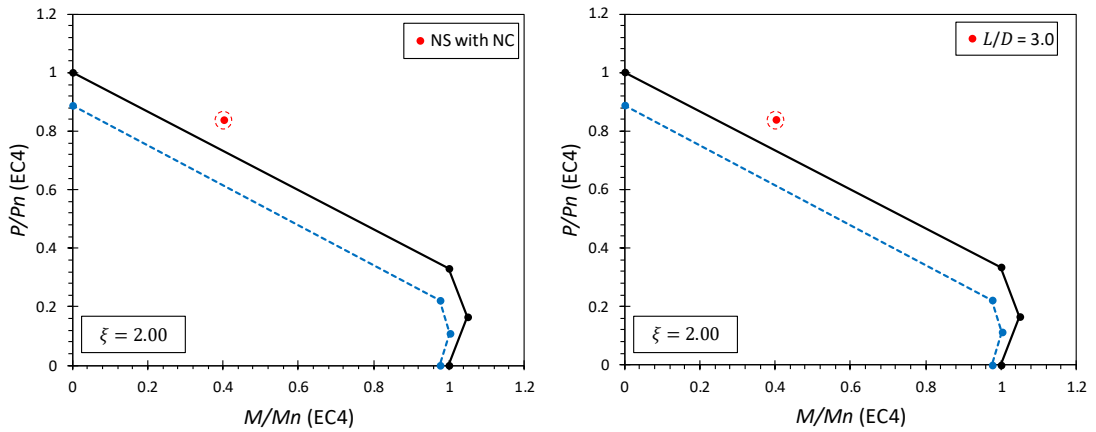 1.2
1
0.8
0.6
0.4
0.2
0
0 0.2 0.4 0.6 0.8 1 1.2
P/Pn (EC4)
M/Mn (EC4)
NS with NC
ξ = 2.00
1.2
1
0.8
0.6
0.4
0.2
0
0 0.2 0.4 0.6 0.8 1 1.2
P/Pn (EC4)
M/Mn (EC4)
L/D = 3.0
ξ = 2.00